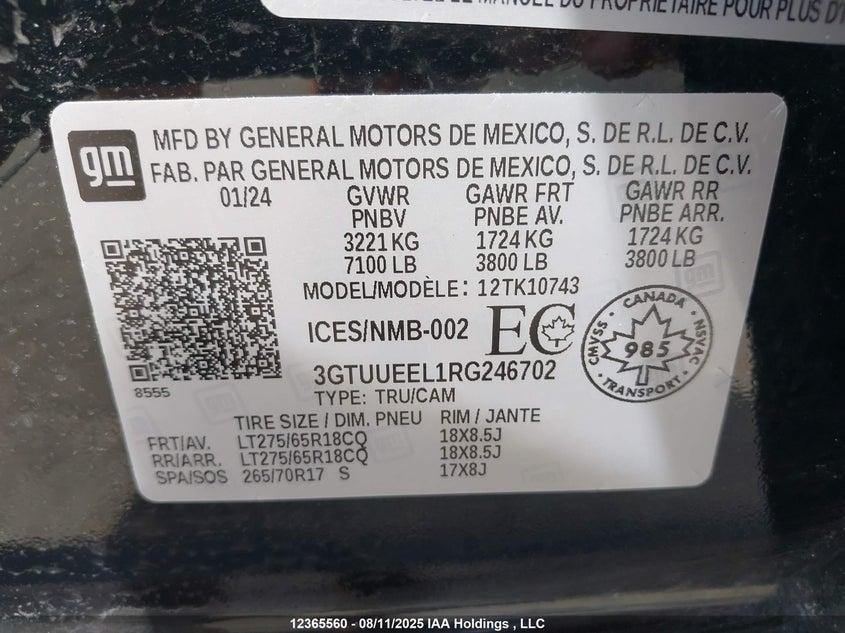 LE MANUEL DU PROPRIÉTAIRE POUR PLUS D'I
gm
MFD BY GENERAL MOTORS DE MEXICO, S. DE R.L. DE C.V.
FAB. PAR GENERAL MOTORS DE MEXICO, S. DE R.L. DE C.V.
01/24 GVWR GAWR FRT GAWR RR
PNBV PNBE AV. PNBE ARR.
3221 KG 1724 KG 1724 KG
7100 LB 3800 LB 3800 LB
MODEL/MODÈLE: 12TK10743
ICES/NMB-002 EC
CANADA
CMVSS 985 NSVAC
TRANSPORT
3GTUUEEL1RG246702
8555 TYPE: TRU/CAM
TIRE SIZE / DIM. PNEU RIM / JANTE
FRT/AV. LT275/65R18CQ 18X8.5J
RR/ARR. LT275/65R18CQ 18X8.5J
SPA/SOS 265/70R17 S 17X8J
12365560 - 08/11/2025 IAA Holdings , LLC